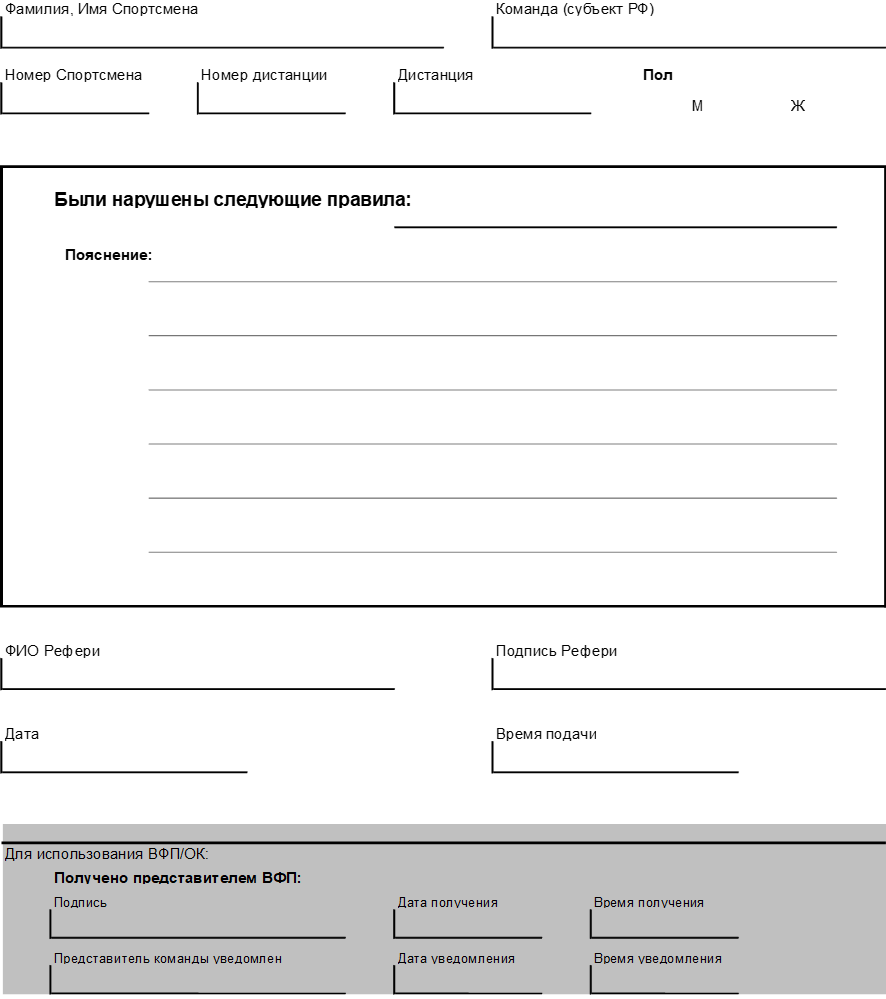 Фамилия, Имя Спортсмена Команда (субъект РФ)
Номер Спортсмена Номер дистанции Дистанция Пол
М Ж
Были нарушены следующие правила:
Пояснение:
ФИО Рефери Подпись Рефери
Дата Время подачи
Для использования ВФП/ОК:
Получено представителем ВФП:
Подпись Дата получения Время получения
Представитель команды уведомлен Дата уведомления Время уведомления